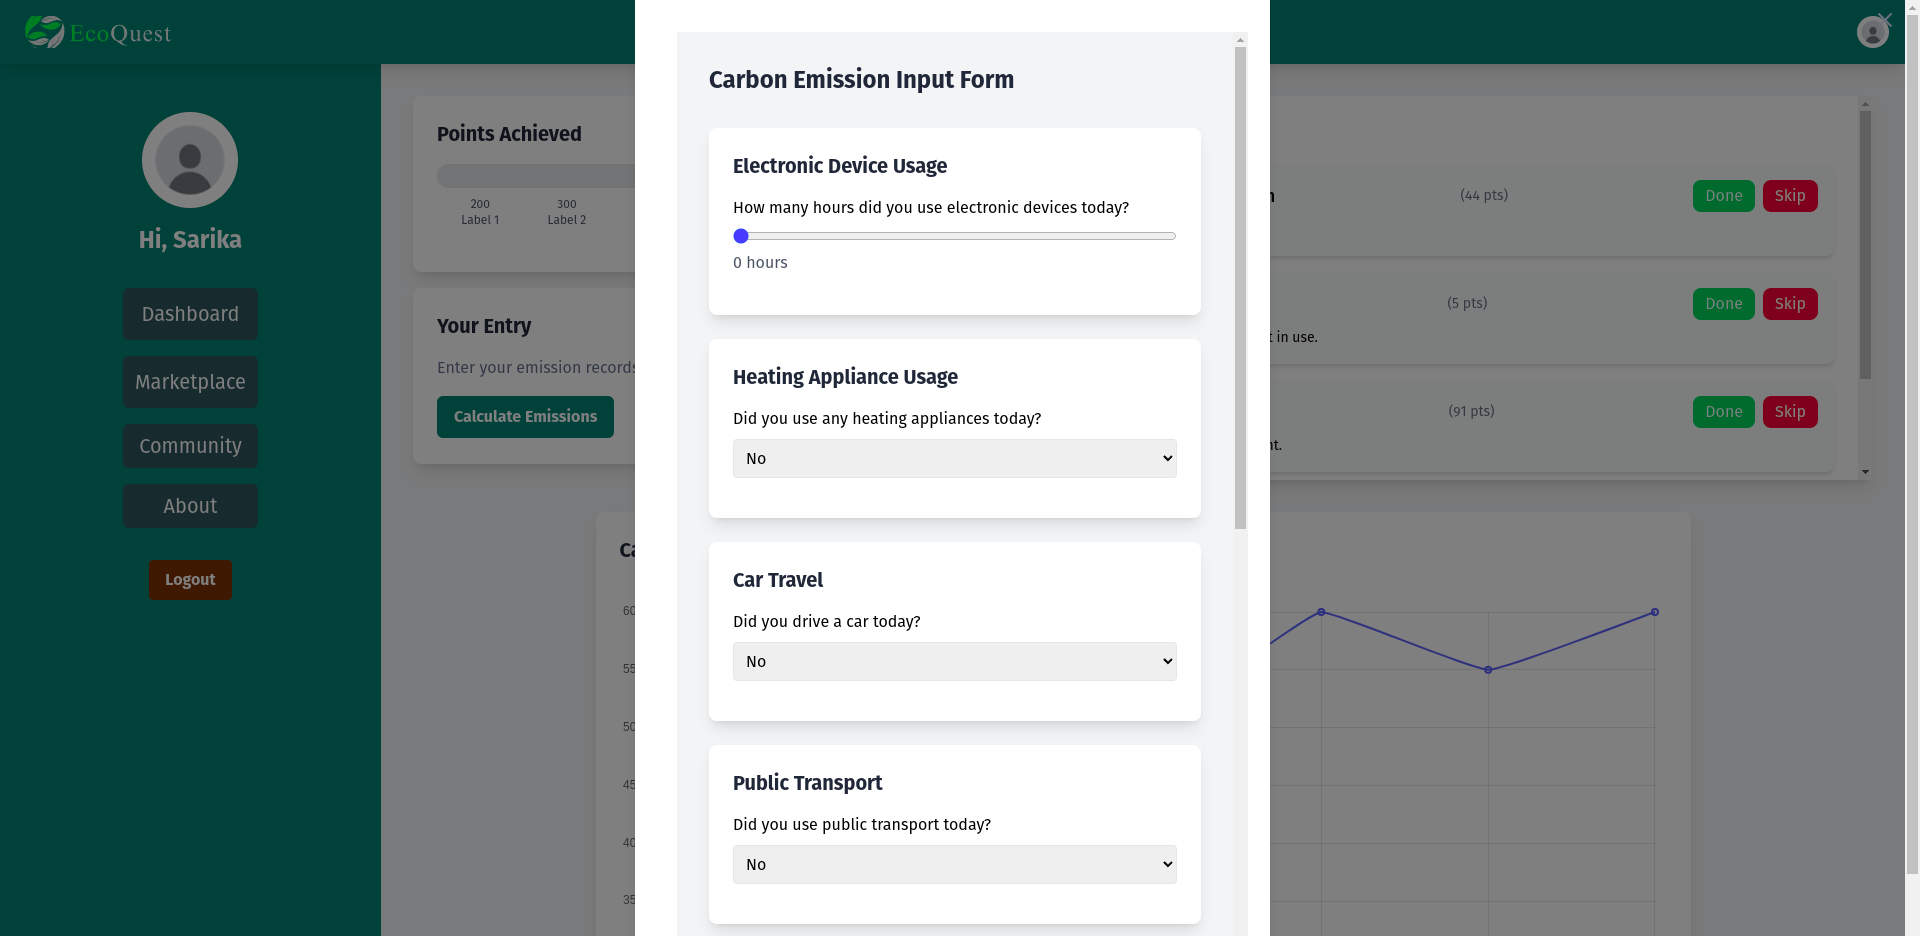 EcoQuest
Hi, Sarika
Dashboard
Marketplace
Community
About
Logout
Points Achieved
200
Label 1
300
Label 2
Your Entry
Enter your emission records
Calculate Emissions
Carbon Emission Input Form
Electronic Device Usage
How many hours did you use electronic devices today?
0 hours
Heating Appliance Usage
Did you use any heating appliances today?
No
Car Travel
Did you drive a car today?
No
Public Transport
Did you use public transport today?
No
(44 pts)
Done
Skip
(5 pts)
Done
Skip
in use.
(91 pts)
Done
Skip
60
55
50
45
40
35